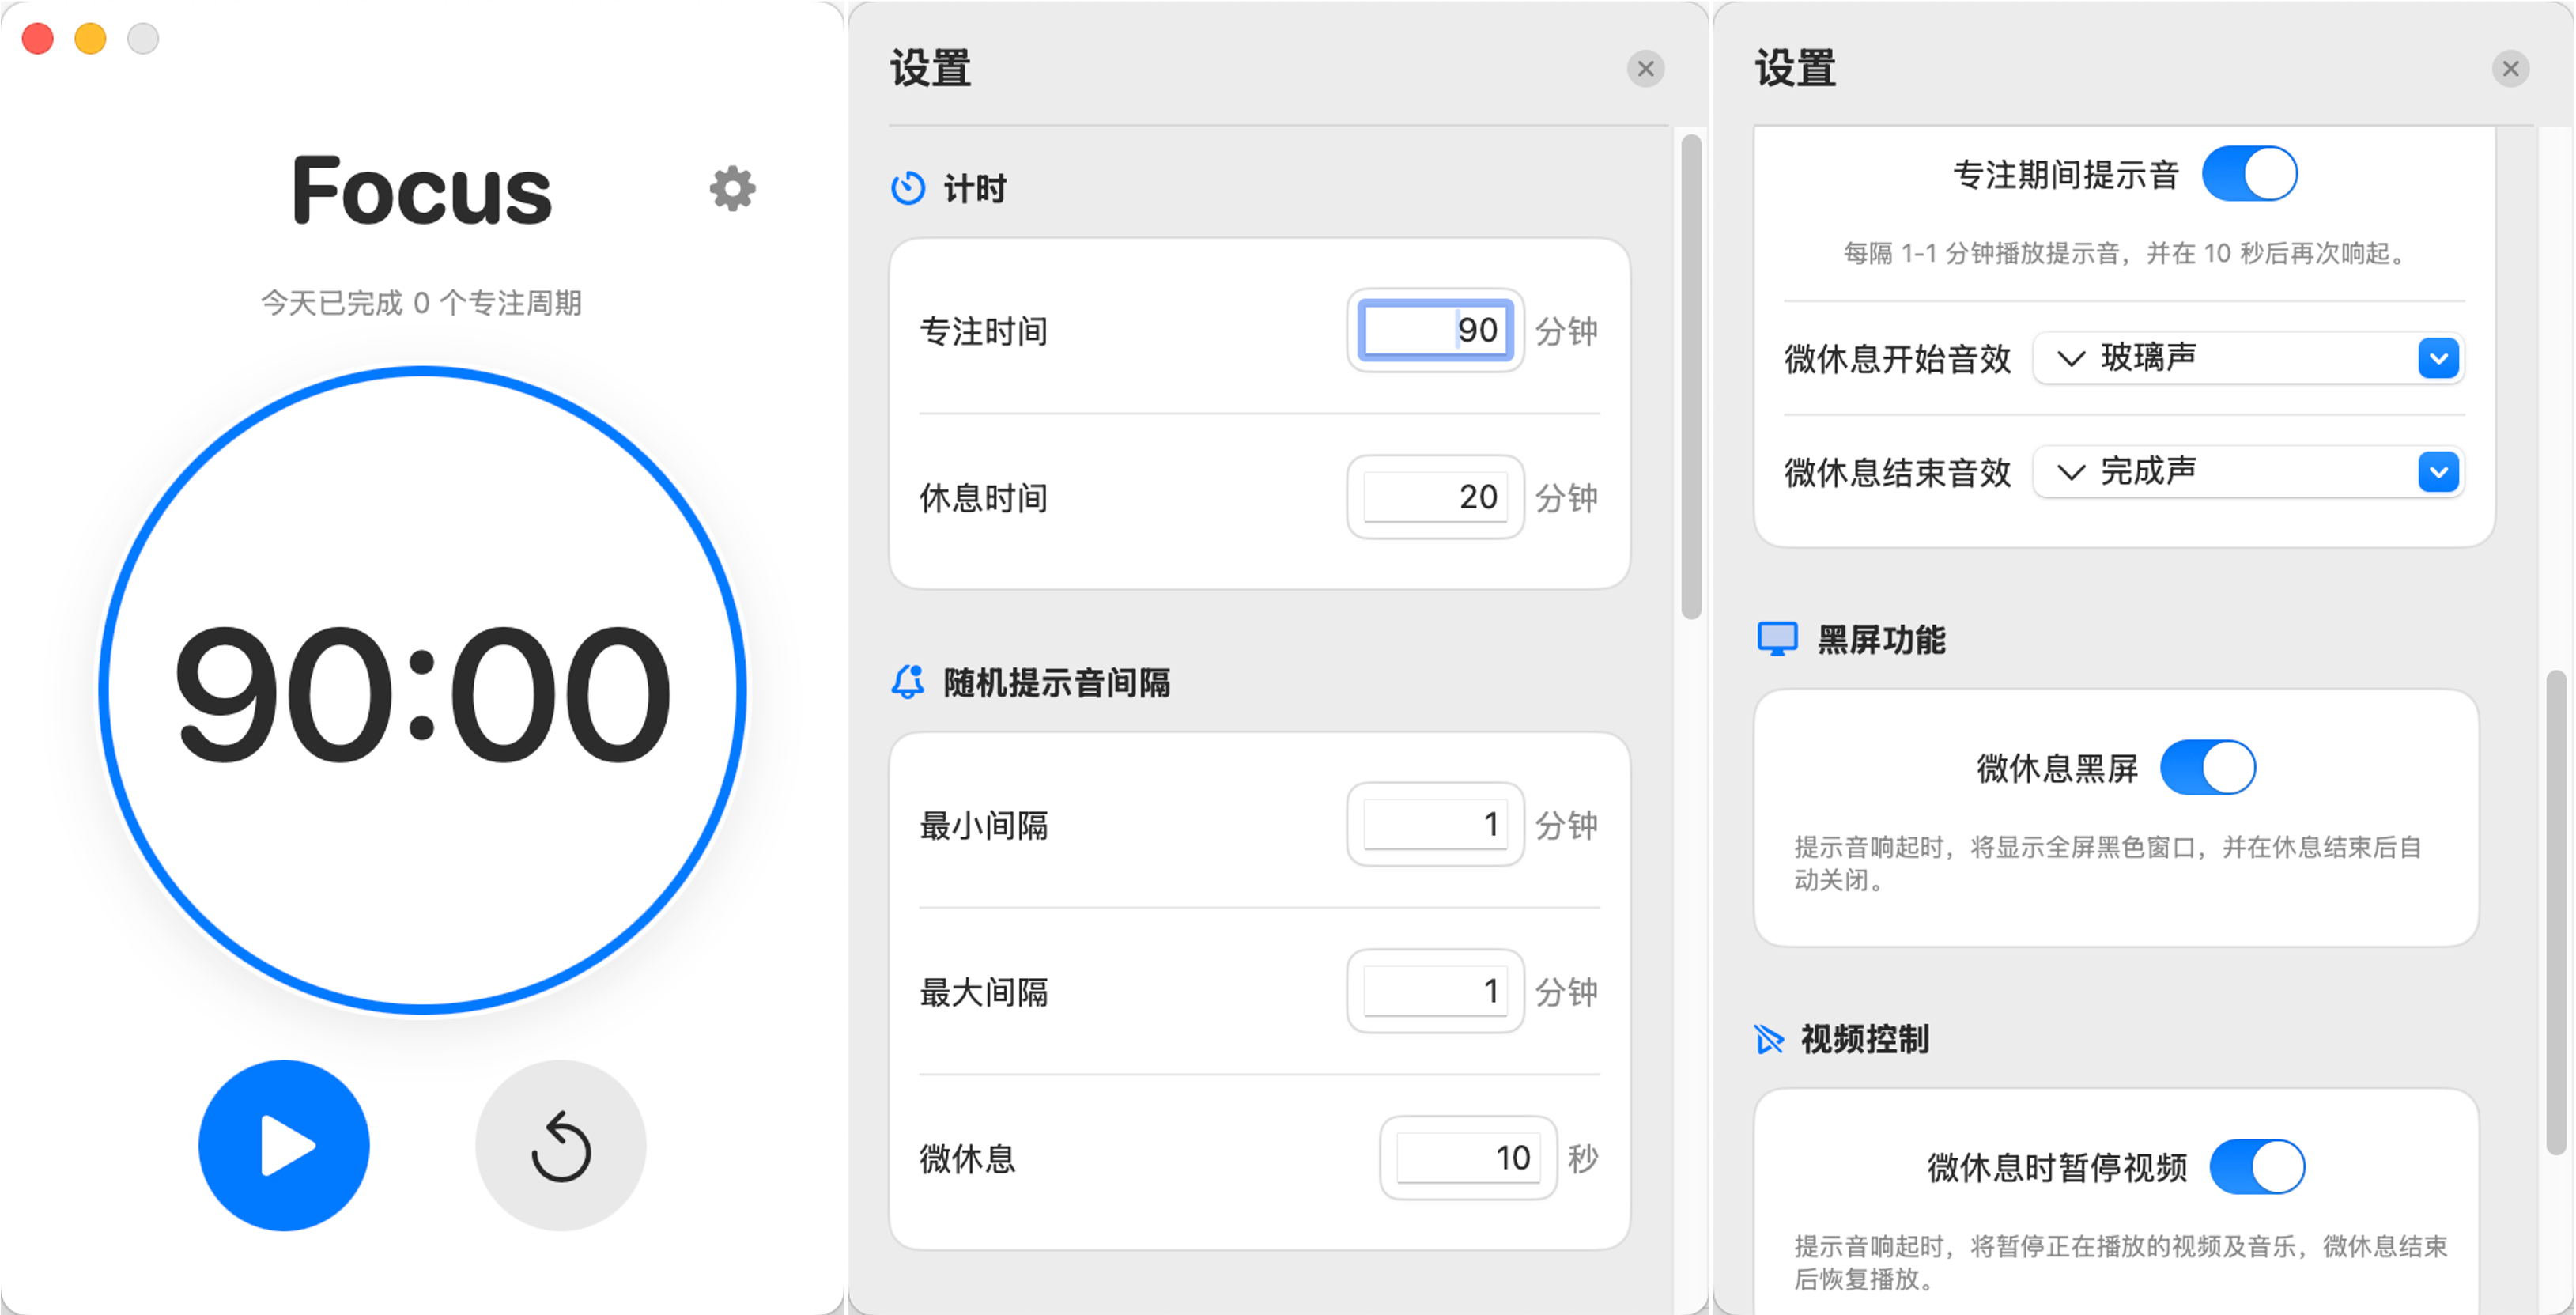 Focus
今天已完成 0 个专注周期
90:00
设置
计时
专注时间 90 分钟
休息时间 20 分钟
随机提示音间隔
最小间隔 1 分钟
最大间隔 1 分钟
微休息 10 秒
设置
专注期间提示音
每隔 1-1 分钟播放提示音，并在 10 秒后再次响起。
微休息开始音效 玻璃声
微休息结束音效 完成声
黑屏功能
微休息黑屏
提示音响起时，将显示全屏黑色窗口，并在休息结束后自
动关闭。
视频控制
微休息时暂停视频
提示音响起时，将暂停正在播放的视频及音乐，微休息结束
后恢复播放。